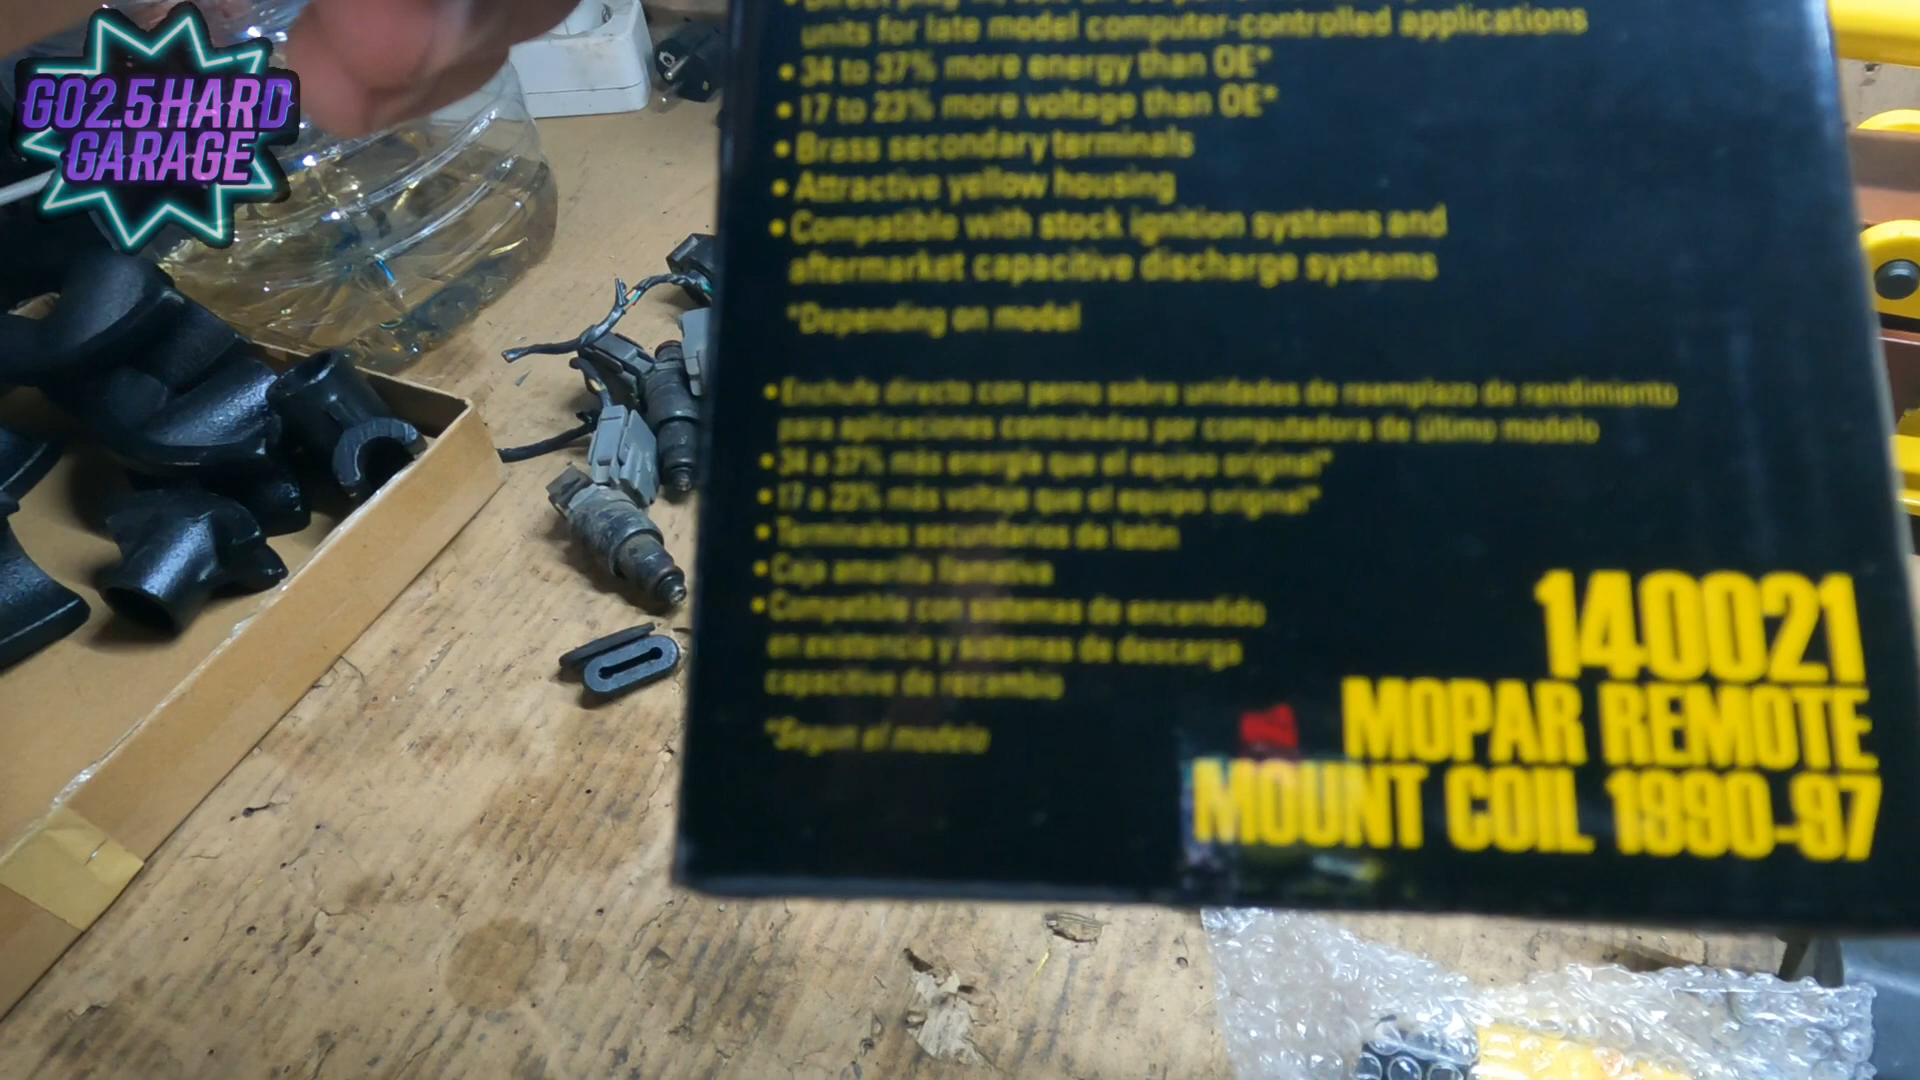 GO2.5HARD
GARAGE
units for late model computer-controlled applications
• 34 to 37% more energy than OE*
• 17 to 23% more voltage than OE*
• Brass secondary terminals
• Attractive yellow housing
• Compatible with stock ignition systems and
aftermarket capacitive discharge systems
*Depending on model
• Enchufe directo con perno sobre unidades de reemplazo de rendimiento
para aplicaciones controladas por computadora de último modelo
• 34 a 37% más energía que el equipo original*
• 17 a 23% más voltaje que el equipo original*
• Terminales secundarios de latón
• Caja amarilla llamativa
• Compatible con sistemas de encendido
en existencia y sistemas de descarga
capacitiva de recambio
*Segun el modelo
140021
MOPAR REMOTE
MOUNT COIL 1990-97